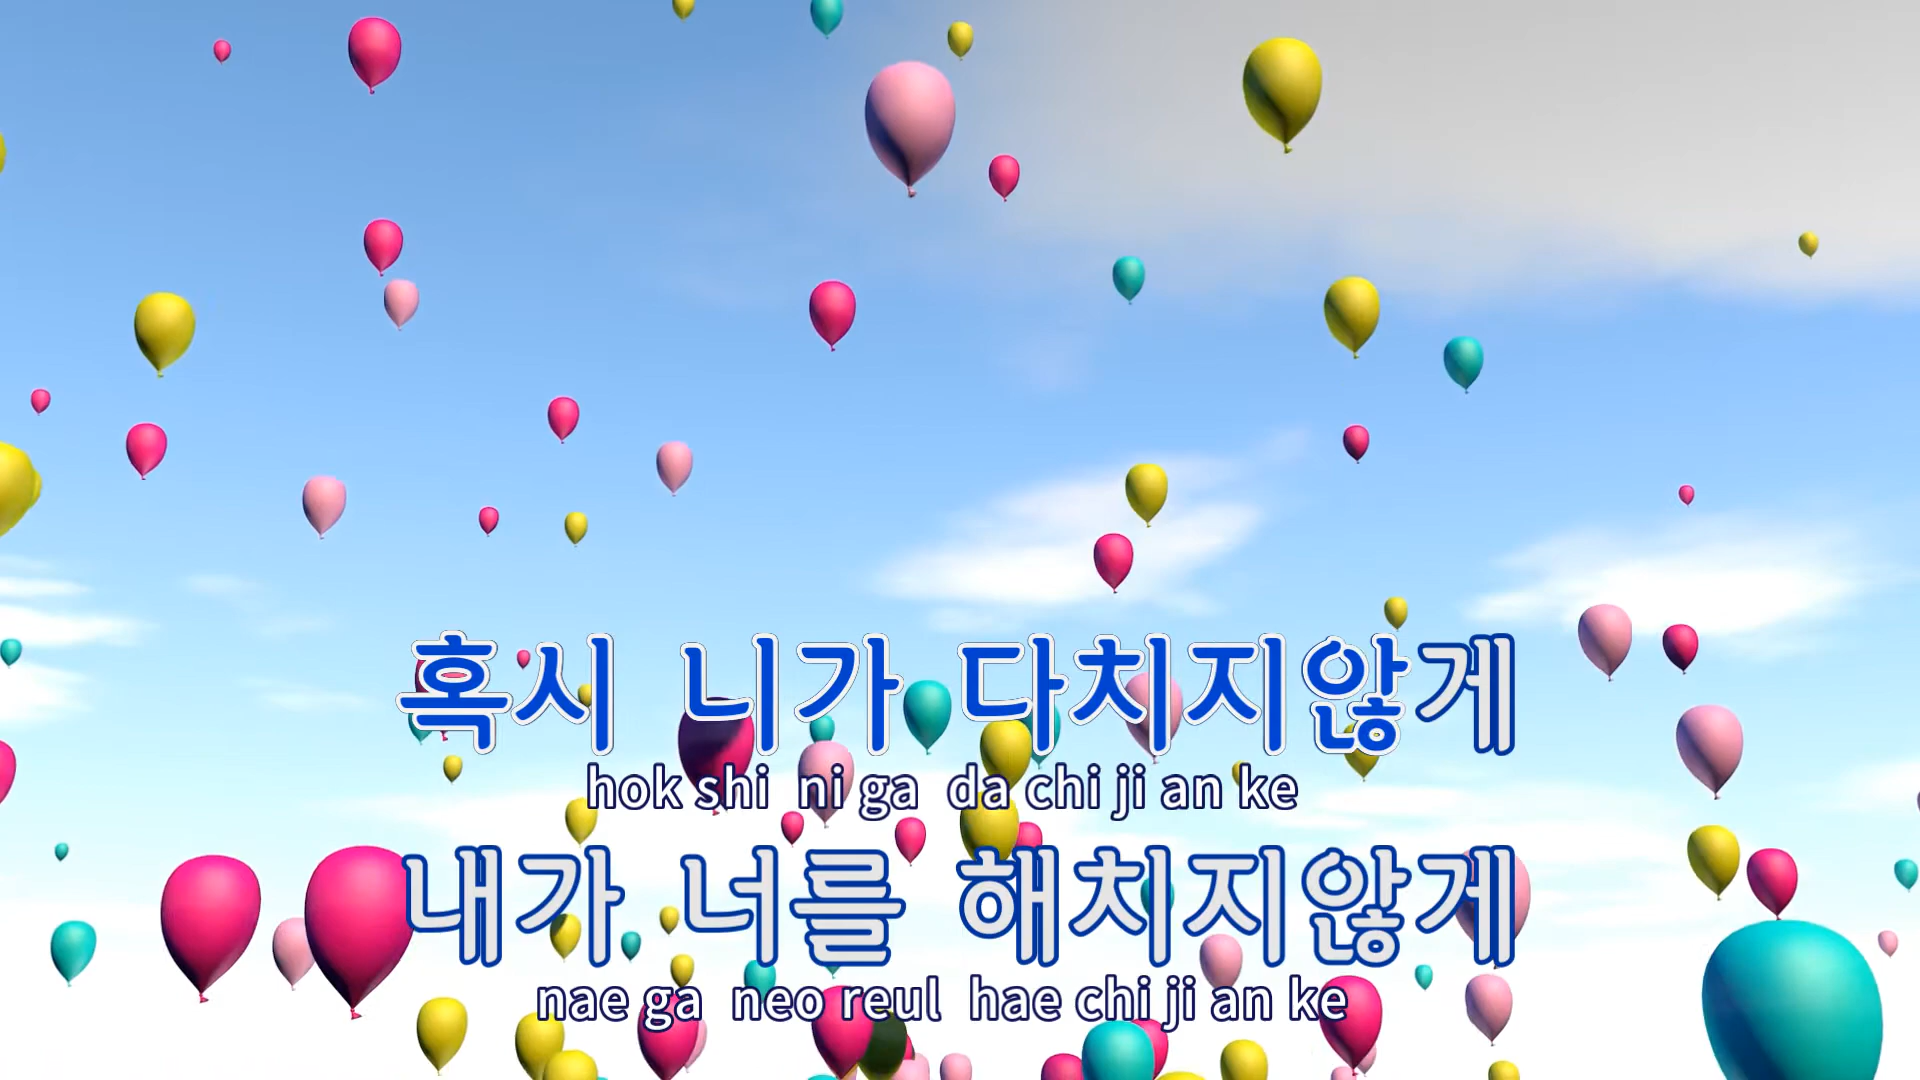 혹시 니가 다치지않게
hok shi ni ga da chi ji an ke
내가 너를 해치지않게
nae ga neo reul hae chi ji an ke